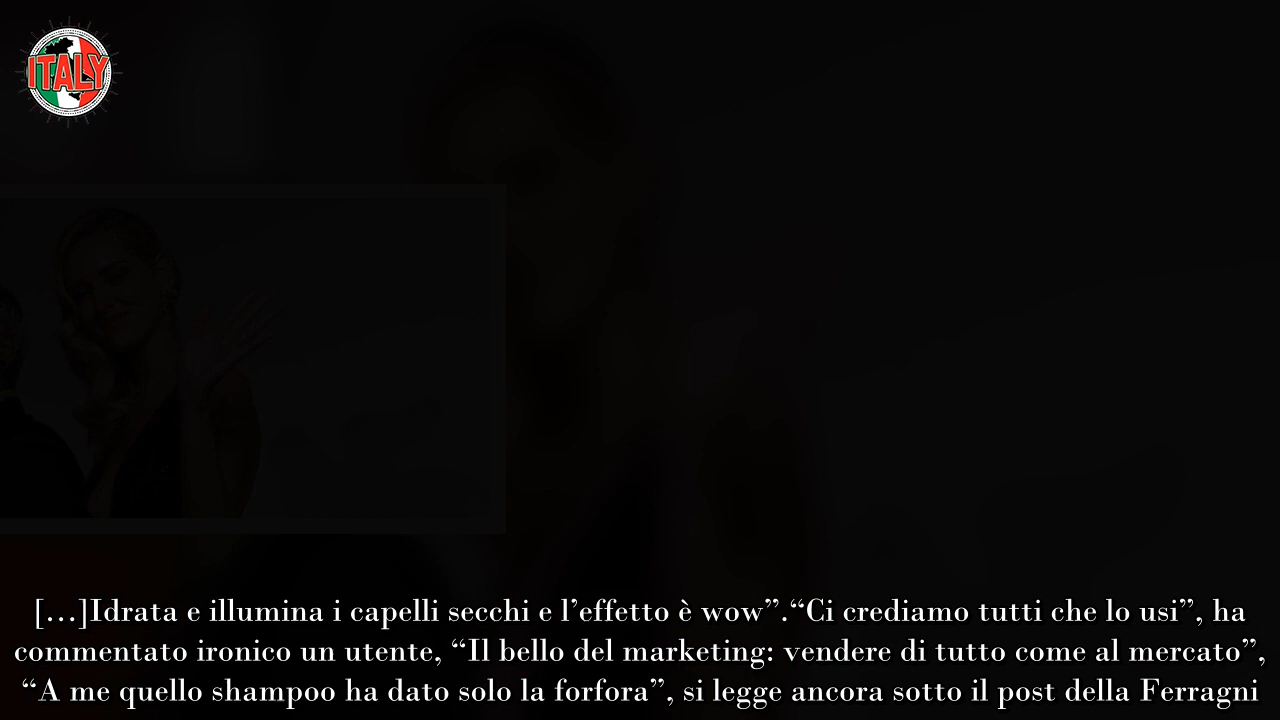 ITALY
[...]Idrata e illumina i capelli secchi e l’effetto è wow”.“Ci crediamo tutti che lo usi”, ha
commentato ironico un utente, “Il bello del marketing: vendere di tutto come al mercato”,
“A me quello shampoo ha dato solo la forfora”, si legge ancora sotto il post della Ferragni